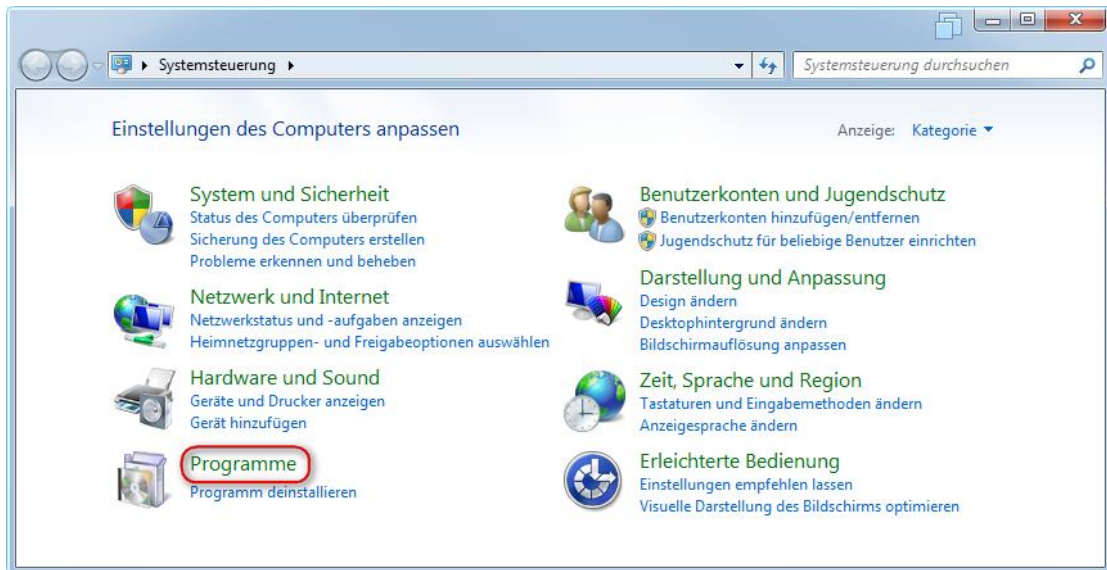 Systemsteuerung
Systemsteuerung durchsuchen
Einstellungen des Computers anpassen
Anzeige: Kategorie
System und Sicherheit
Status des Computers überprüfen
Sicherung des Computers erstellen
Probleme erkennen und beheben
Netzwerk und Internet
Netzwerkstatus und -aufgaben anzeigen
Heimnetzgruppen- und Freigabeoptionen auswählen
Hardware und Sound
Geräte und Drucker anzeigen
Gerät hinzufügen
Programme
Programm deinstallieren
Benutzerkonten und Jugendschutz
Benutzerkonten hinzufügen/entfernen
Jugendschutz für beliebige Benutzer einrichten
Darstellung und Anpassung
Design ändern
Desktophintergrund ändern
Bildschirmauflösung anpassen
Zeit, Sprache und Region
Tastaturen und Eingabemethoden ändern
Anzeigesprache ändern
Erleichterte Bedienung
Einstellungen empfehlen lassen
Visuelle Darstellung des Bildschirms optimieren